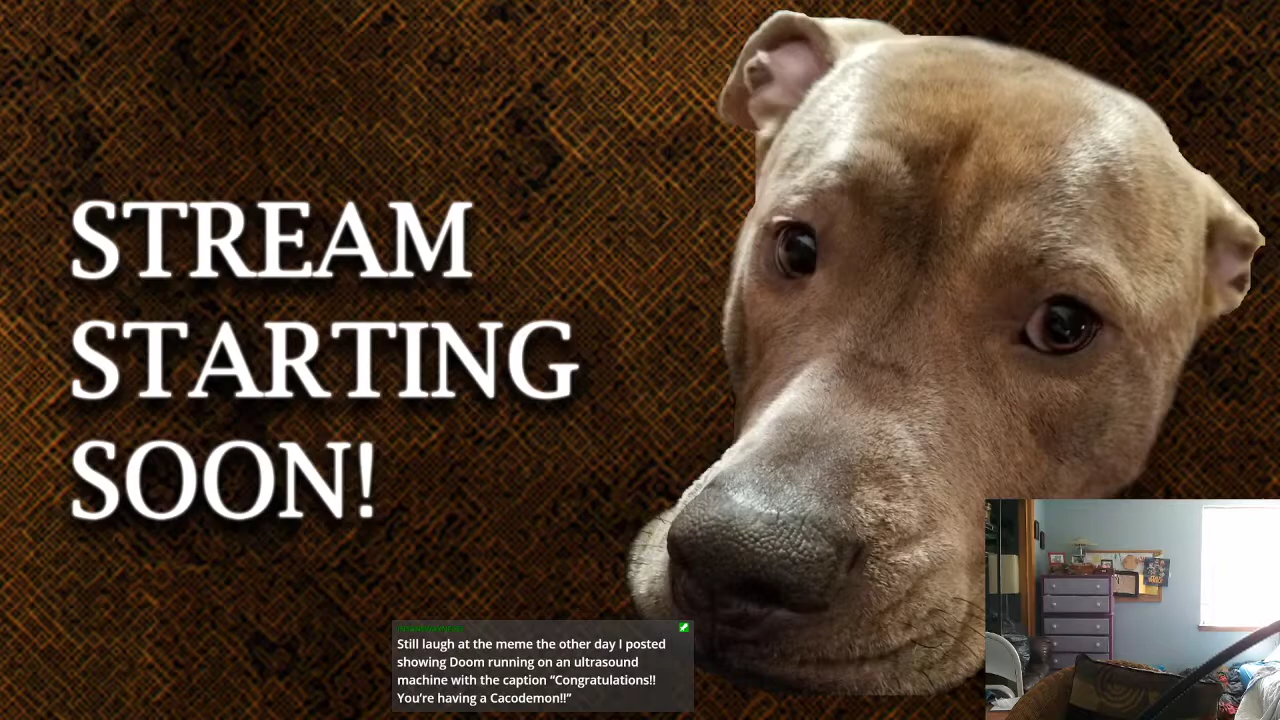 STREAM
STARTING
SOON!
Still laugh at the meme the other day I posted
showing Doom running on an ultrasound
machine with the caption “Congratulations!!
You’re having a Cacodemon!!”